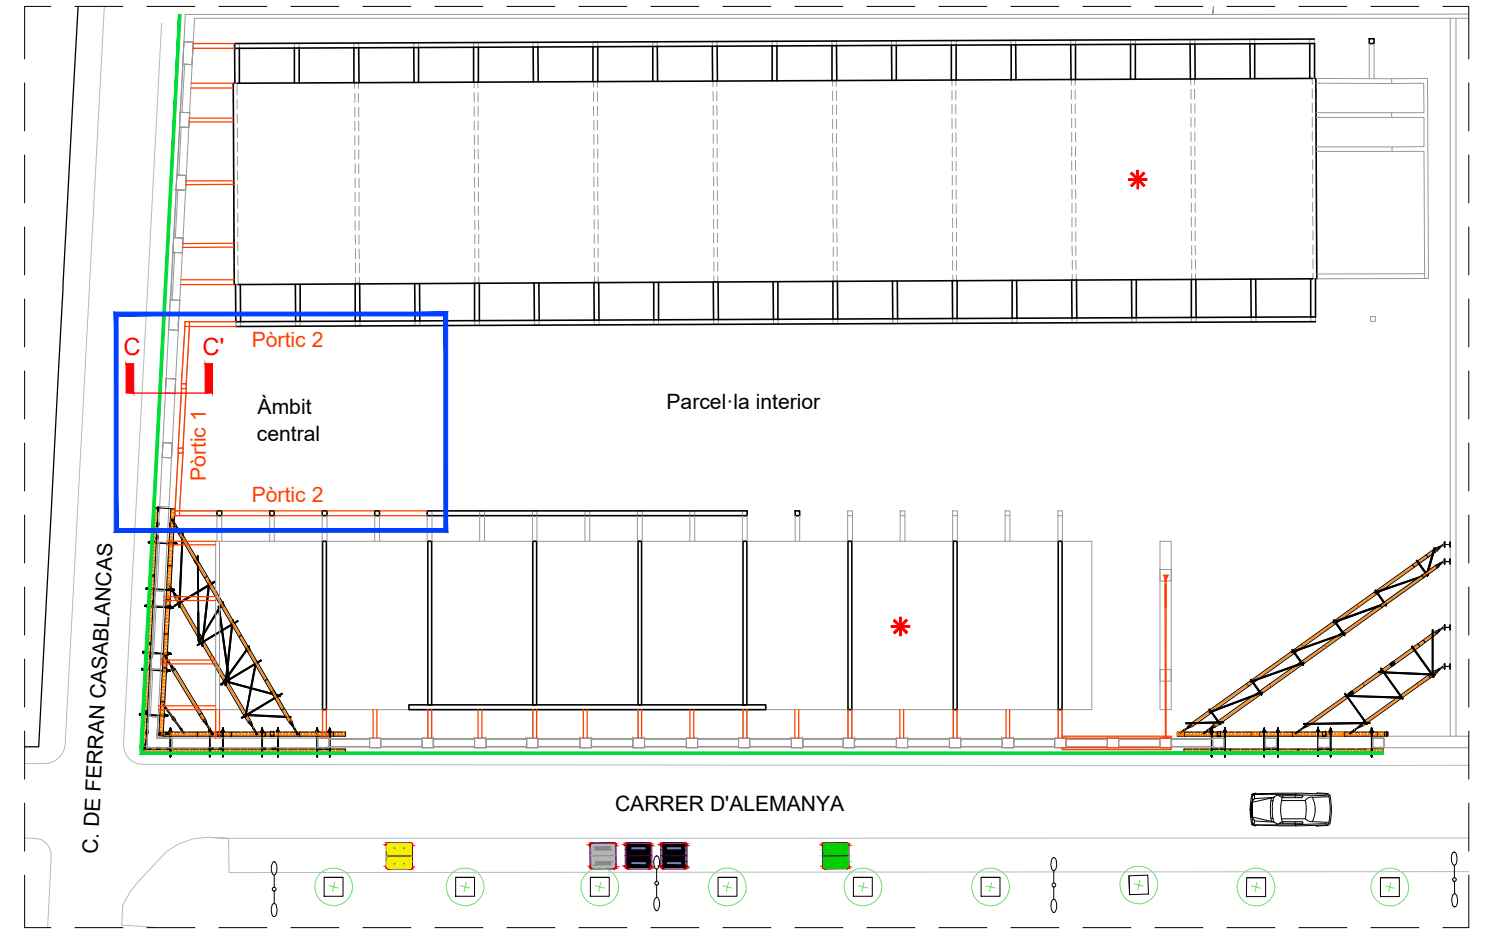 Pòrtic 2
C C'
Àmbit
central
Pòrtic 1
Parcel·la interior
Pòrtic 2
C. DE FERRAN CASABLANCAS
CARRER D'ALEMANYA